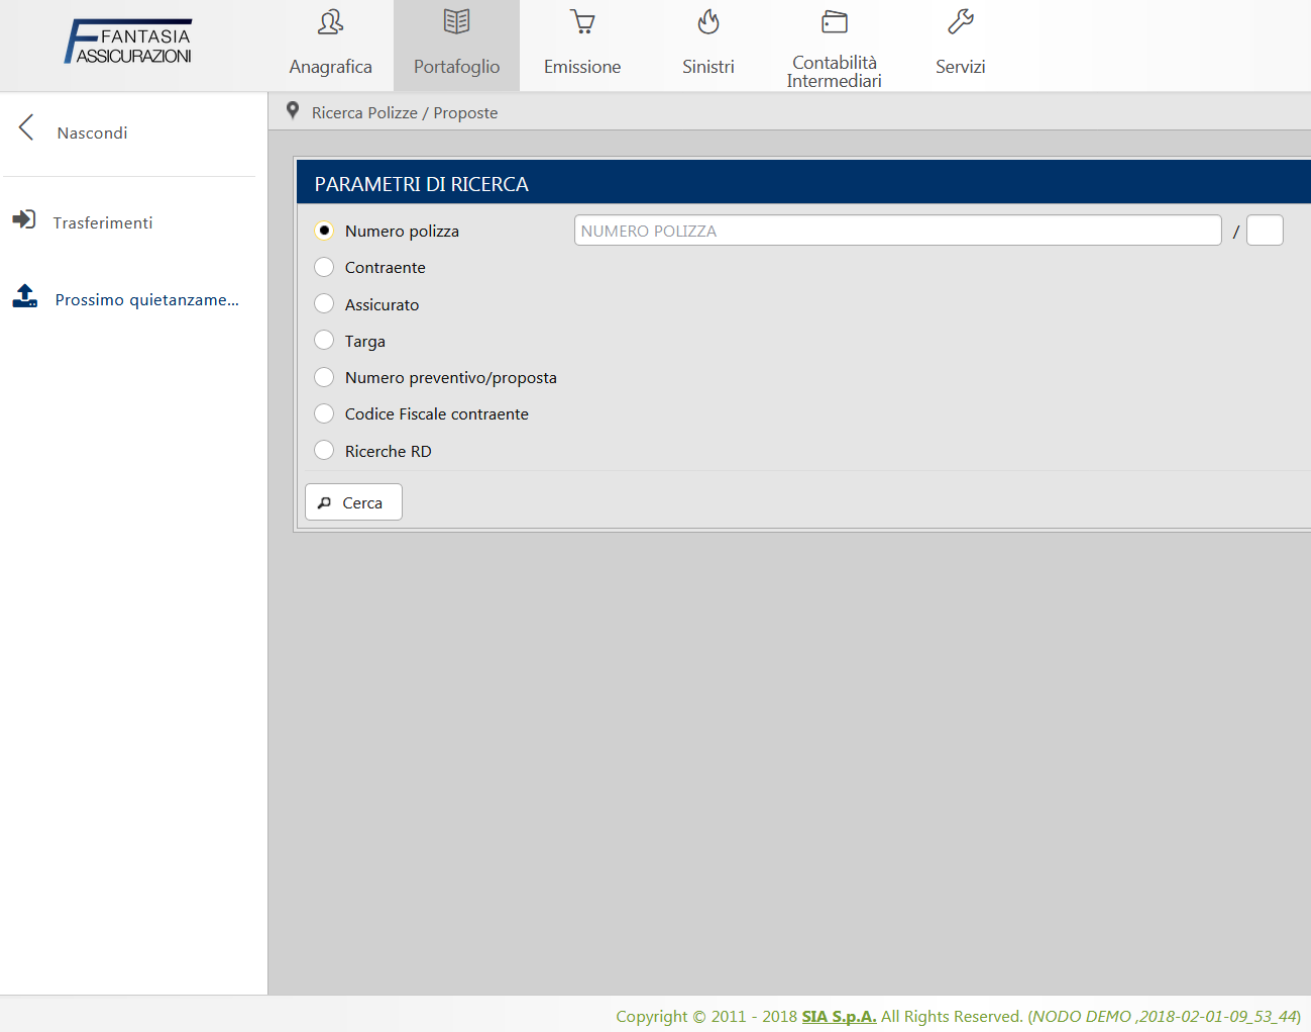 FANTASIA
ASSICURAZIONI
Anagrafica
Portafoglio
Emissione
Sinistri
Contabilità
Intermediari
Servizi
Nascondi
Ricerca Polizze / Proposte
Trasferimenti
Prossimo quietanzame...
PARAMETRI DI RICERCA
Numero polizza NUMERO POLIZZA /
Contraente
Assicurato
Targa
Numero preventivo/proposta
Codice Fiscale contraente
Ricerche RD
Cerca
Copyright © 2011 - 2018 SIA S.p.A. All Rights Reserved. (NODO DEMO ,2018-02-01-09_53_44)